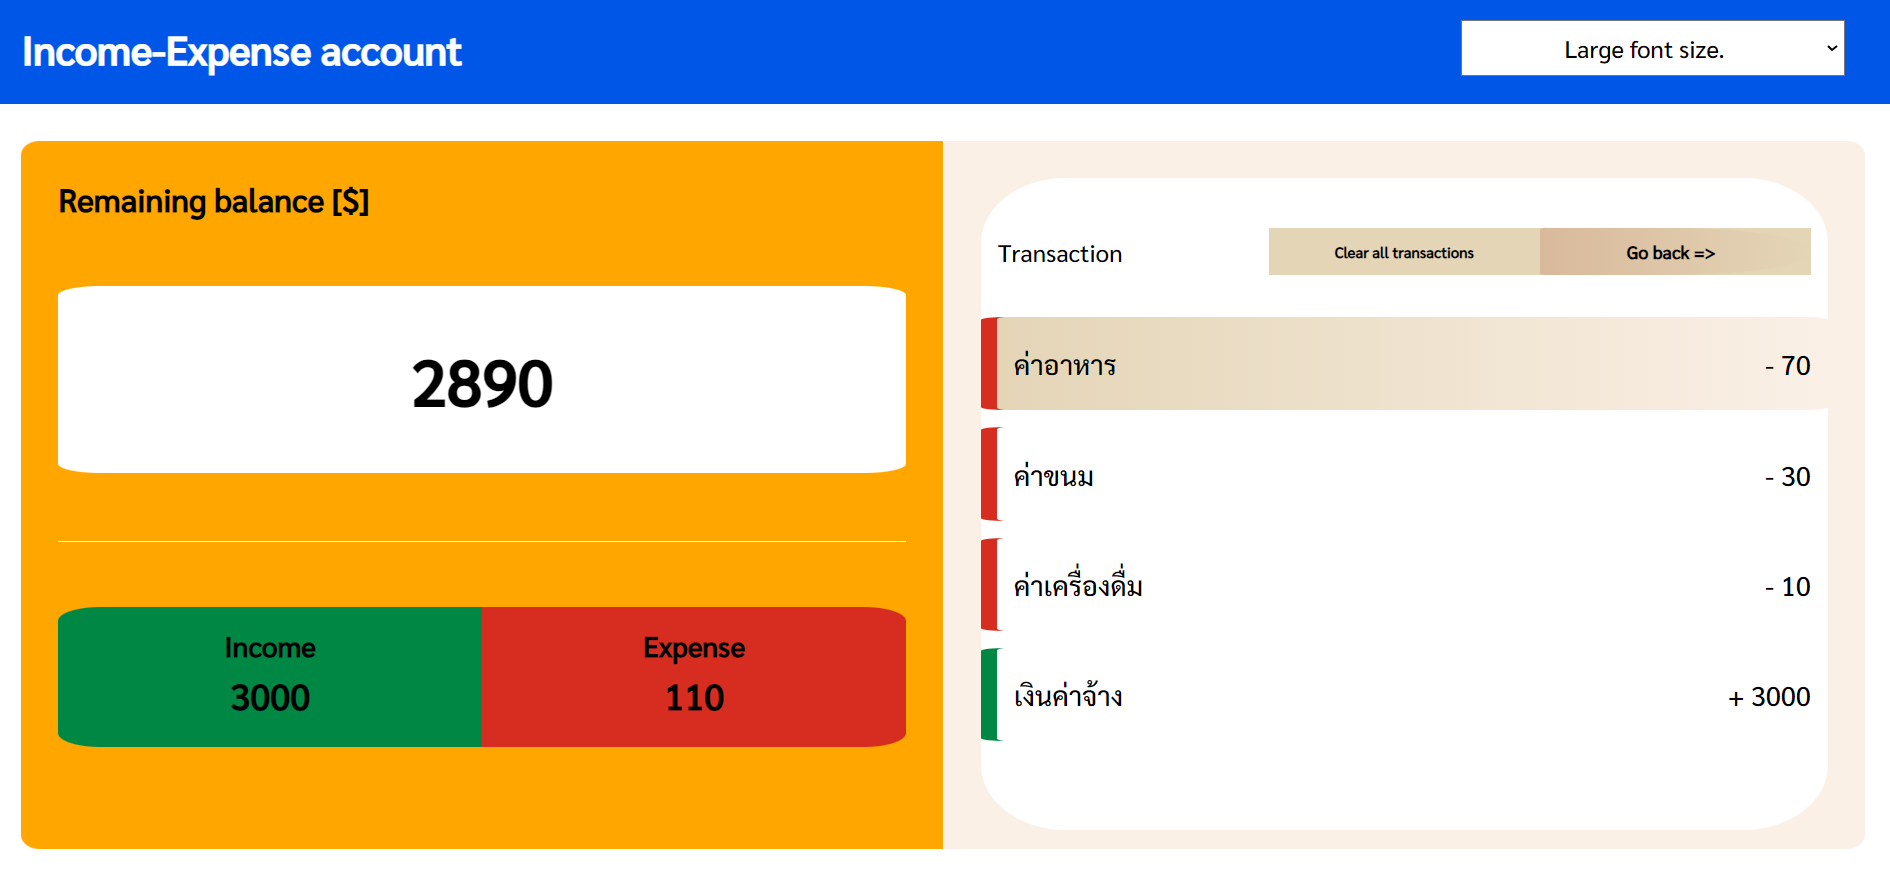 Income-Expense account
Large font size.
Remaining balance [$]
2890
Income
3000
Expense
110
Transaction
Clear all transactions
Go back =>
ค่าอาหาร - 70
ค่าขนม - 30
ค่าเครื่องดื่ม - 10
เงินค่าจ้าง + 3000